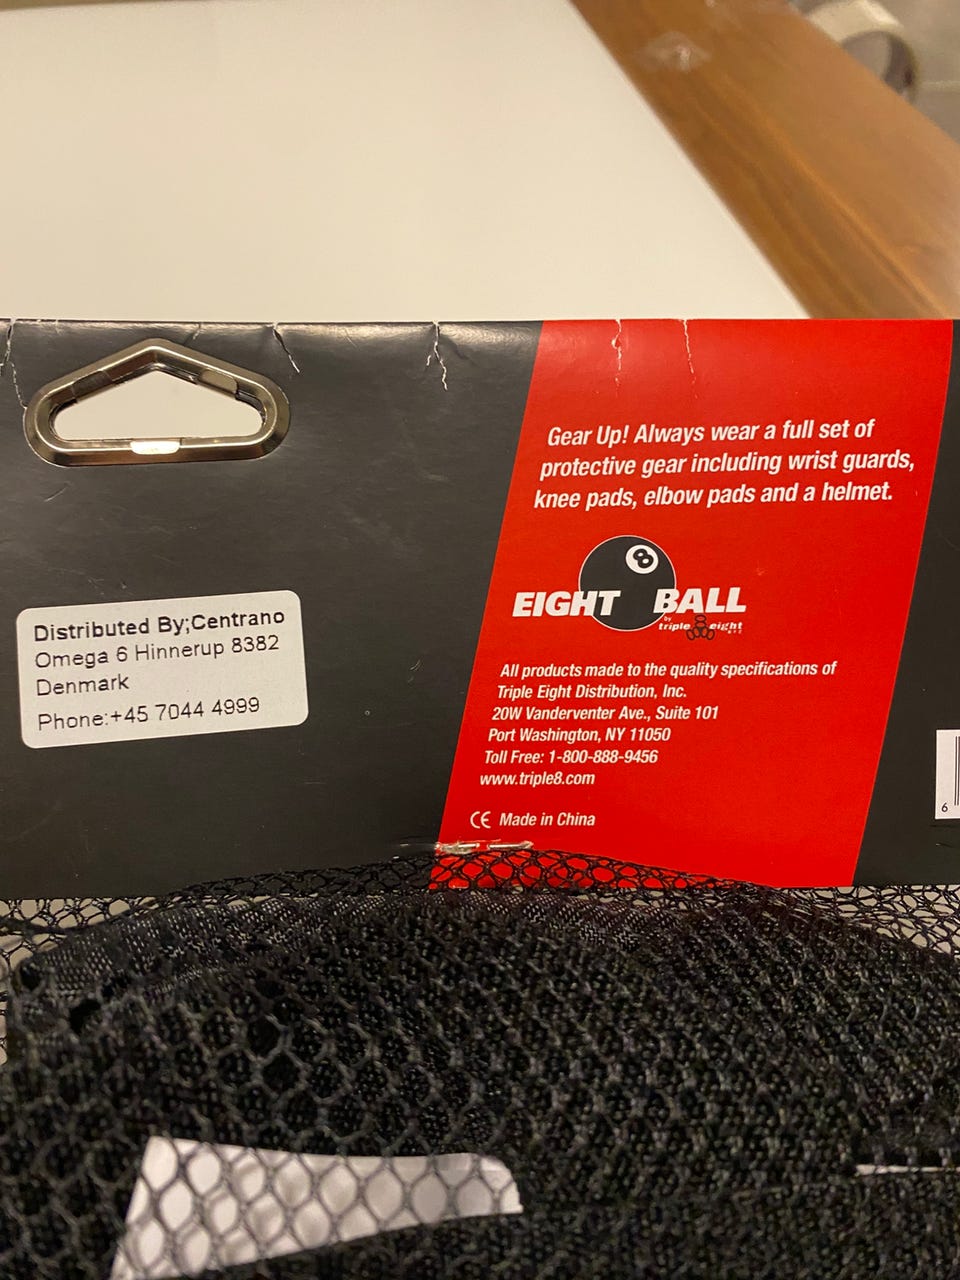 Gear Up! Always wear a full set of
protective gear including wrist guards,
knee pads, elbow pads and a helmet.
8
EIGHT BALL
by
triple eight
NYC
Distributed By;Centrano
Omega 6 Hinnerup 8382
Denmark
Phone:+45 7044 4999
All products made to the quality specifications of
Triple Eight Distribution, Inc.
20W Vanderventer Ave., Suite 101
Port Washington, NY 11050
Toll Free: 1-800-888-9456
www.triple8.com
CE Made in China
6